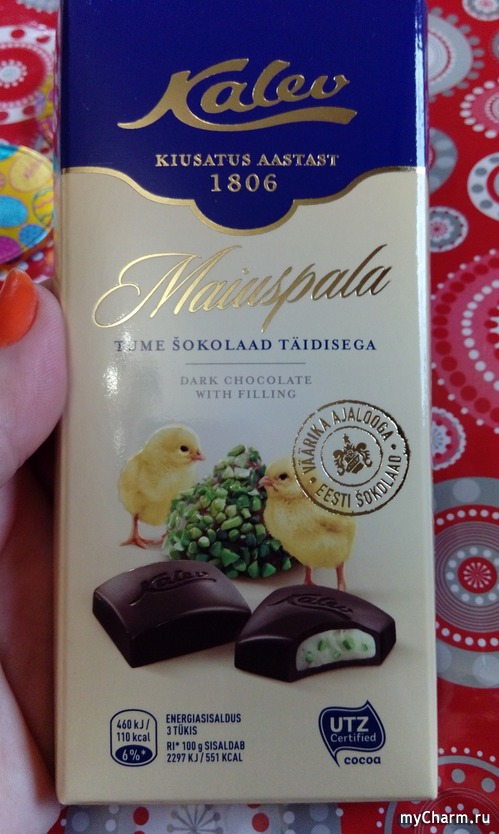 Kalev
KIUSATUS AASTAST
1806
Maiuspala
TUME ŠOKOLAAD TÄIDISEGA
DARK CHOCOLATE
WITH FILLING
VÄÄRIKA AJALOOGA
EESTI ŠOKOLAAD
Kalev
Kalev
460 kJ /
110 kcal
6%*
ENERGIASISALDUS
3 TÜKIS
RI* 100 g SISALDAB
2297 KJ / 551 KCAL
UTZ
Certified
cocoa
myCharm.ru